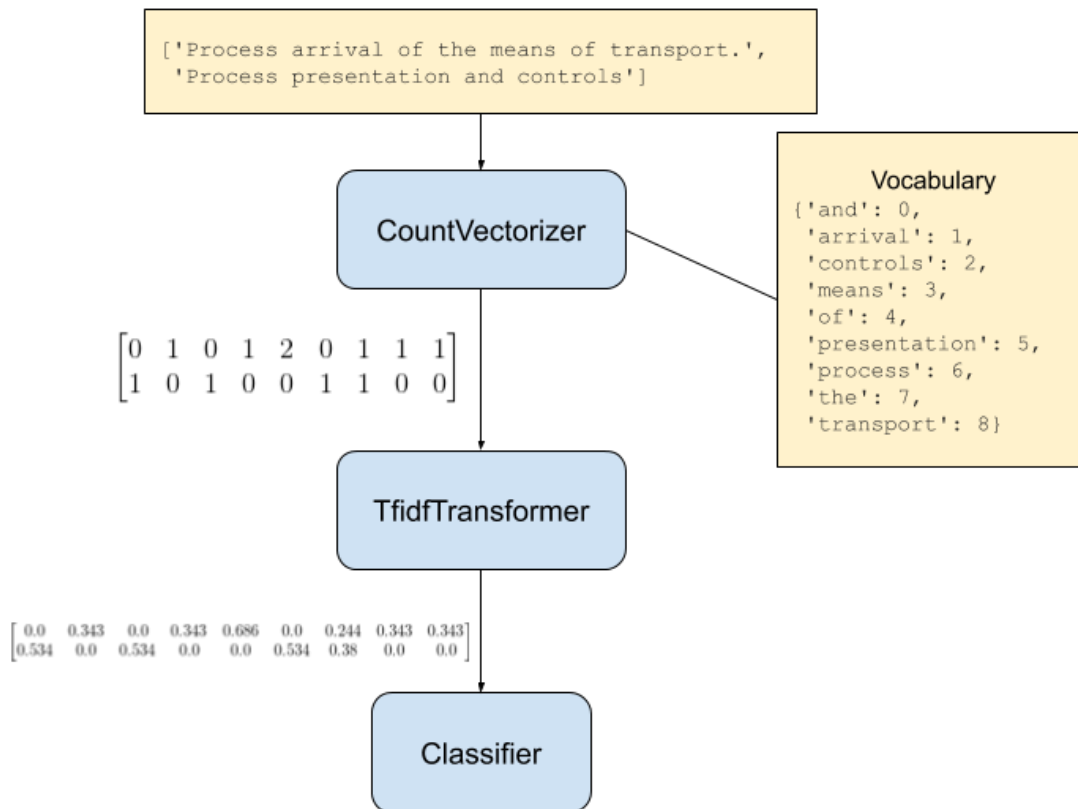 ['Process arrival of the means of transport.',
'Process presentation and controls']
CountVectorizer
Vocabulary
{'and': 0,
'arrival': 1,
'controls': 2,
'means': 3,
'of': 4,
'presentation': 5,
'process': 6,
'the': 7,
'transport': 8}
[0 1 0 1 2 0 1 1 1]
[1 0 1 0 0 1 1 0 0]
TfidfTransformer
[0.0 0.343 0.0 0.343 0.686 0.0 0.244 0.343 0.343]
[0.534 0.0 0.534 0.0 0.0 0.534 0.38 0.0 0.0]
Classifier